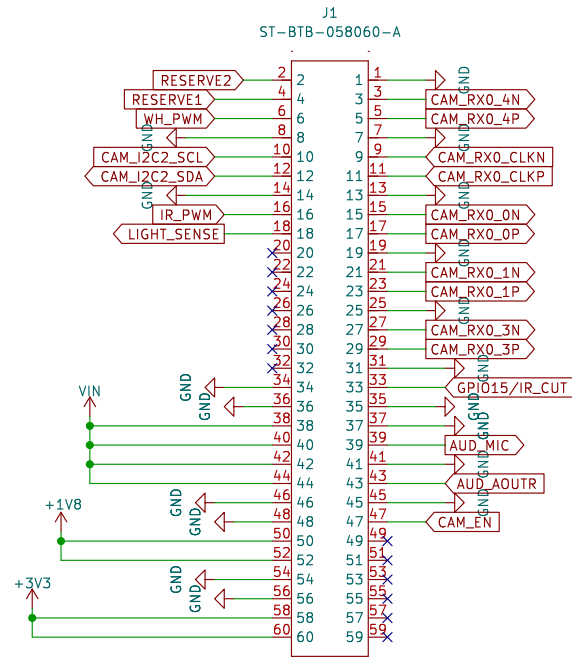 J1
ST-BTB-058060-A
RESERVE2 2 2 1 1 GND
RESERVE1 4 4 3 3 CAM_RX0_4N
WH_PWM 6 6 5 5 CAM_RX0_4P
GND 8 8 7 7 GND
CAM_I2C2_SCL 10 10 9 9 CAM_RX0_CLKN
CAM_I2C2_SDA 12 12 11 11 CAM_RX0_CLKP
GND 14 14 13 13 GND
IR_PWM 16 16 15 15 CAM_RX0_0N
LIGHT_SENSE 18 18 17 17 CAM_RX0_0P
20 20 19 19 GND
22 22 21 21 CAM_RX0_1N
24 24 23 23 CAM_RX0_1P
26 26 25 25 GND
28 28 27 27 CAM_RX0_3N
30 30 29 29 CAM_RX0_3P
32 32 31 31 GND
GND 34 34 33 33 GPIO15/IR_CUT
GND 36 36 35 35 GND
VIN 38 38 37 37 GND
40 40 39 39 AUD_MIC
42 42 41 41 GND
44 44 43 43 AUD_AOUTR
GND 46 46 45 45 GND
GND 48 48 47 47 CAM_EN
+1V8 50 50 49 49
52 52 51 51
GND 54 54 53 53
GND 56 56 55 55
+3V3 58 58 57 57
60 60 59 59